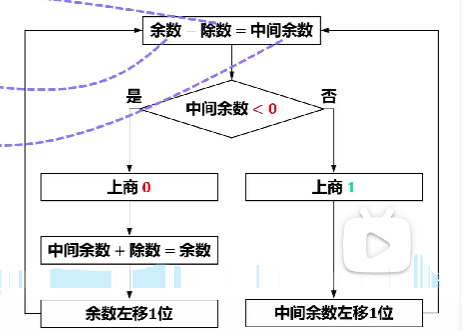 余数 − 除数 = 中间余数
是
否
中间余数 < 0
上商 0
上商 1
中间余数 + 除数 = 余数
余数左移1位
中间余数左移1位